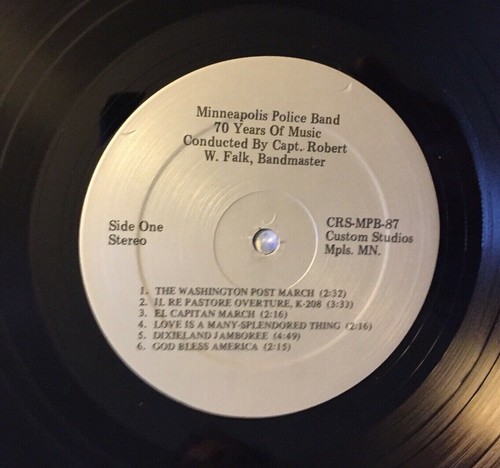 Minneapolis Police Band
70 Years Of Music
Conducted By Capt. Robert
W. Falk, Bandmaster
Side One
Stereo
CRS-MPB-87
Custom Studios
Mpls. MN.
1. THE WASHINGTON POST MARCH (2:32)
2. IL RE PASTORE OVERTURE, K-208 (3:33)
3. EL CAPITAN MARCH (2:16)
4. LOVE IS A MANY-SPLENDORED THING (2:16)
5. DIXIELAND JAMBOREE (4:49)
6. GOD BLESS AMERICA (2:15)